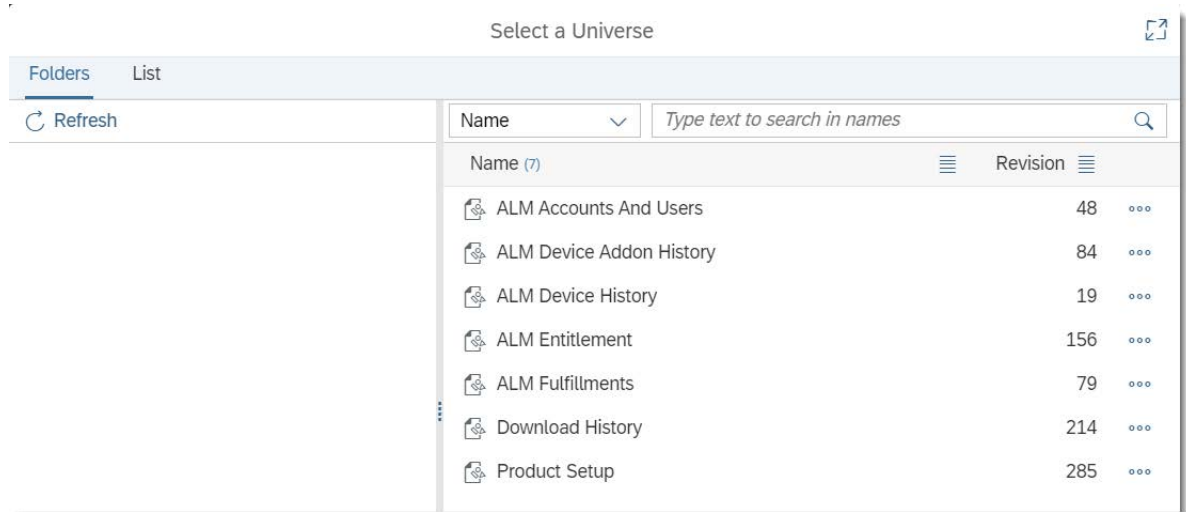 Select a Universe
Folders List
Refresh
Name Type text to search in names
Name (7) Revision
ALM Accounts And Users 48
ALM Device Addon History 84
ALM Device History 19
ALM Entitlement 156
ALM Fulfillments 79
Download History 214
Product Setup 285